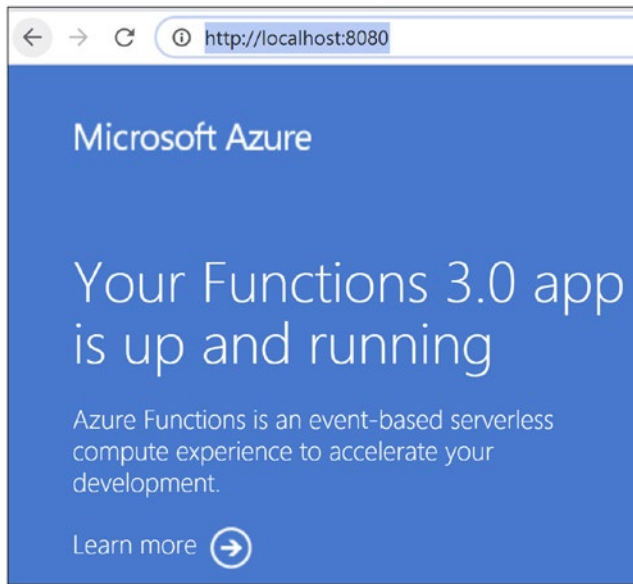 http://localhost:8080
Microsoft Azure
Your Functions 3.0 app
is up and running
Azure Functions is an event-based serverless
compute experience to accelerate your
development.
Learn more